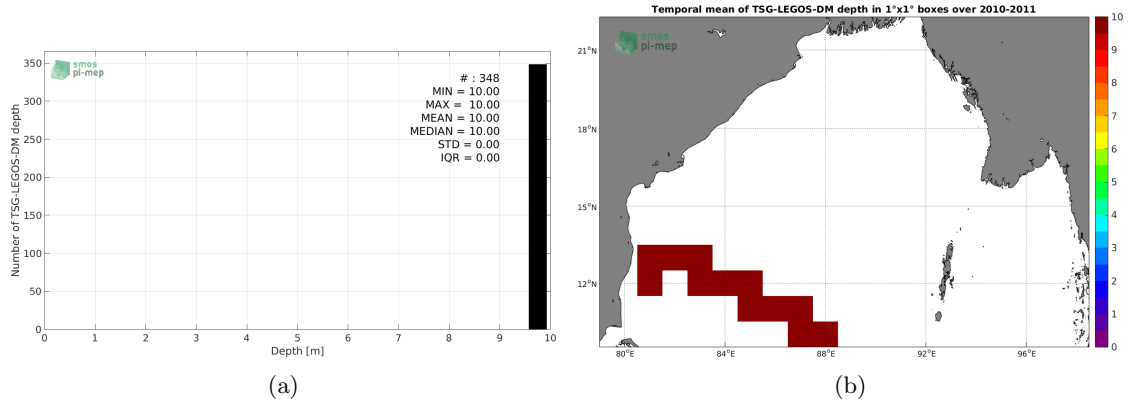 smos
pi-mep
# : 348
MIN = 10.00
MAX = 10.00
MEAN = 10.00
MEDIAN = 10.00
STD = 0.00
IQR = 0.00
Number of TSG-LEGOS-DM depth
350
300
250
200
150
100
50
0
0 1 2 3 4 5 6 7 8 9 10
Depth [m]
(a)
Temporal mean of TSG-LEGOS-DM depth in 1°x1° boxes over 2010-2011
smos
pi-mep
21°N
18°N
15°N
12°N
80°E 84°E 88°E 92°E 96°E
10
9
8
7
6
5
4
3
2
1
0
(b)